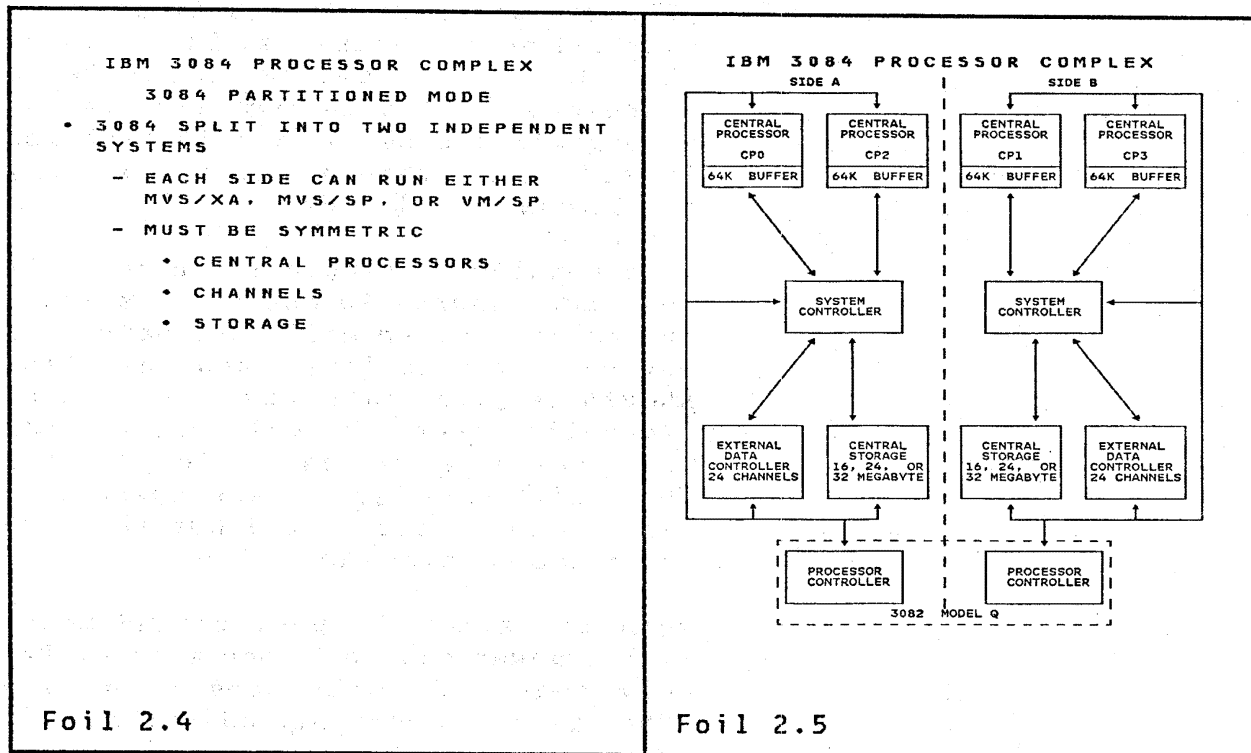 IBM 3084 PROCESSOR COMPLEX
3084 PARTITIONED MODE
• 3084 SPLIT INTO TWO INDEPENDENT
SYSTEMS
- EACH SIDE CAN RUN EITHER
MVS/XA, MVS/SP, OR VM/SP
- MUST BE SYMMETRIC
• CENTRAL PROCESSORS
• CHANNELS
• STORAGE
Foil 2.4
IBM 3084 PROCESSOR COMPLEX
SIDE A
SIDE B
CENTRAL
PROCESSOR
CP0
64K BUFFER
CENTRAL
PROCESSOR
CP2
64K BUFFER
CENTRAL
PROCESSOR
CP1
64K BUFFER
CENTRAL
PROCESSOR
CP3
64K BUFFER
SYSTEM
CONTROLLER
SYSTEM
CONTROLLER
EXTERNAL
DATA
CONTROLLER
24 CHANNELS
CENTRAL
STORAGE
16, 24, OR
32 MEGABYTE
CENTRAL
STORAGE
16, 24, OR
32 MEGABYTE
EXTERNAL
DATA
CONTROLLER
24 CHANNELS
PROCESSOR
CONTROLLER
PROCESSOR
CONTROLLER
3082 MODEL Q
Foil 2.5